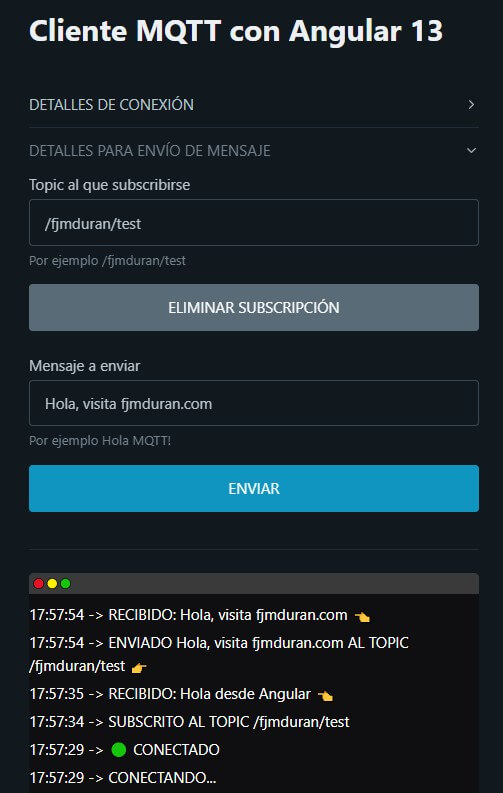 Cliente MQTT con Angular 13
DETALLES DE CONEXIÓN
DETALLES PARA ENVÍO DE MENSAJE
Topic al que subscribirse
/fjmduran/test
Por ejemplo /fjmduran/test
ELIMINAR SUBSCRIPCIÓN
Mensaje a enviar
Hola, visita fjmduran.com
Por ejemplo Hola MQTT!
ENVIAR
17:57:54 -> RECIBIDO: Hola, visita fjmduran.com 👈
17:57:54 -> ENVIADO Hola, visita fjmduran.com AL TOPIC
/fjmduran/test 👉
17:57:35 -> RECIBIDO: Hola desde Angular 👈
17:57:34 -> SUBSCRITO AL TOPIC /fjmduran/test
17:57:29 -> 🟢 CONECTADO
17:57:29 -> CONECTANDO...